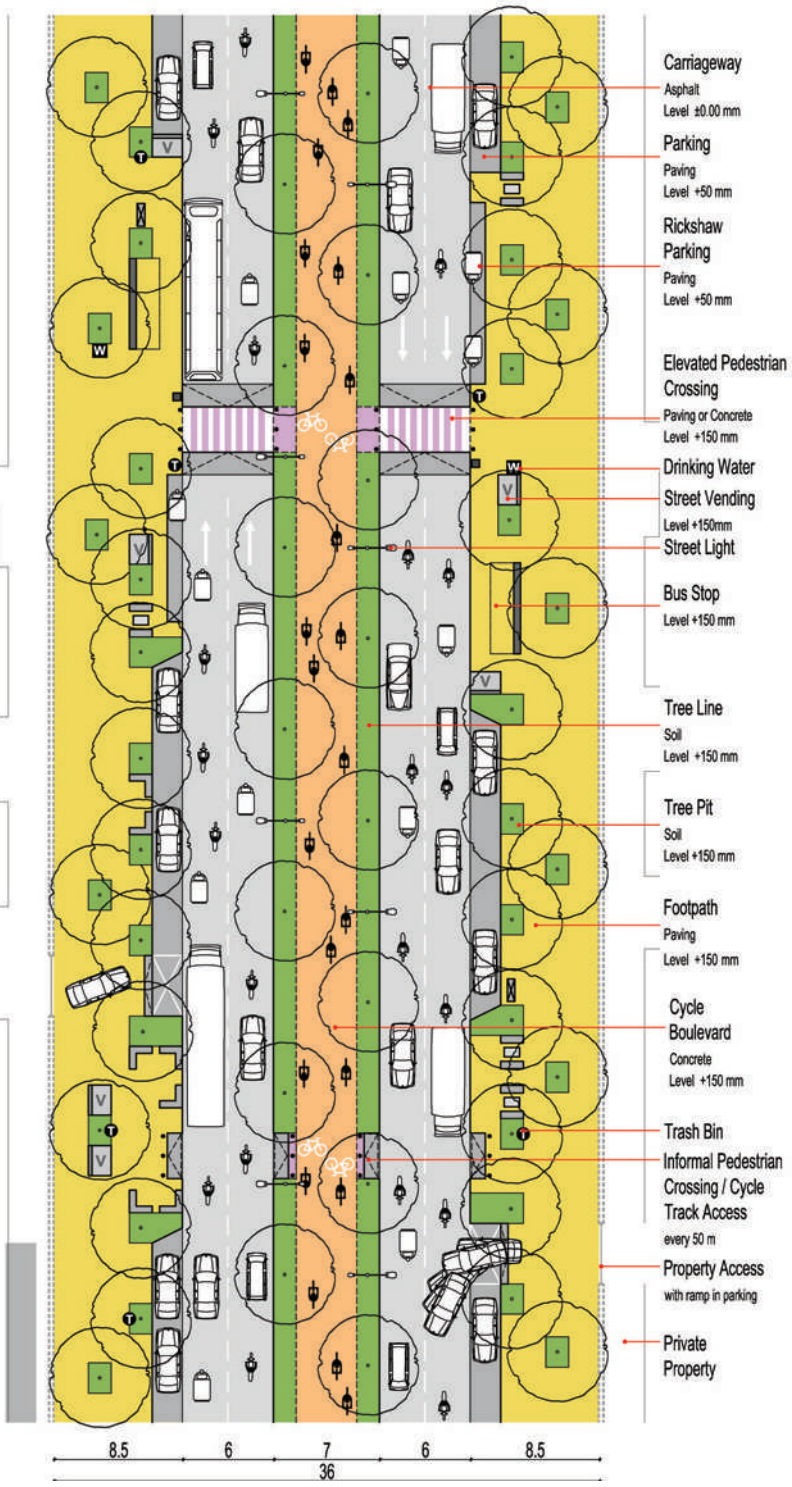 Carriageway
Asphalt
Level ±0.00 mm
Parking
Paving
Level +50 mm
Rickshaw
Parking
Paving
Level +50 mm
Elevated Pedestrian
Crossing
Paving or Concrete
Level +150 mm
Drinking Water
Street Vending
Level +150mm
Street Light
Bus Stop
Level +150 mm
Tree Line
Soil
Level +150 mm
Tree Pit
Soil
Level +150 mm
Footpath
Paving
Level +150 mm
Cycle
Boulevard
Concrete
Level +150 mm
Trash Bin
Informal Pedestrian
Crossing / Cycle
Track Access
every 50 m
Property Access
with ramp in parking
Private
Property
V
T
W
T
T
W
V
T
V
V
V
T
V
T
T
8.5 6 7 6 8.5
36